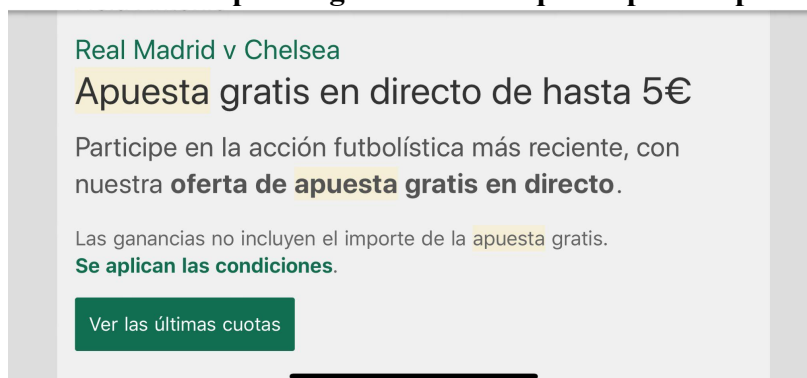 Real Madrid v Chelsea
Apuesta gratis en directo de hasta 5€
Participe en la acción futbolística más reciente, con
nuestra oferta de apuesta gratis en directo.
Las ganancias no incluyen el importe de la apuesta gratis.
Se aplican las condiciones.
Ver las últimas cuotas